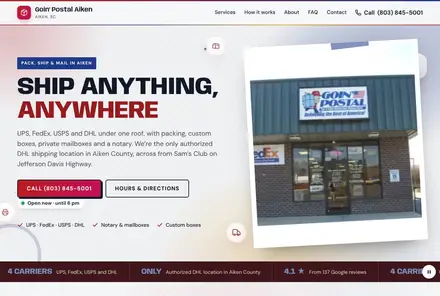 Goin' Postal Aiken
AIKEN, SC
Services How it works About FAQ Contact Call (803) 845-5001
PACK, SHIP & MAIL IN AIKEN
SHIP ANYTHING,
ANYWHERE
UPS, FedEx, USPS and DHL under one roof, with packing, custom
boxes, private mailboxes and a notary. We're the only authorized
DHL shipping location in Aiken County, across from Sam's Club on
Jefferson Davis Highway.
CALL (803) 845-5001 HOURS & DIRECTIONS
Open now · until 6 pm
UPS · FedEx · USPS · DHL Notary & mailboxes Custom boxes
GOIN' POSTAL
FedEx
4 CARRIERS UPS, FedEx, USPS and DHL ONLY Authorized DHL location in Aiken County 4.1 ★ From 137 Google reviews 4 CARR